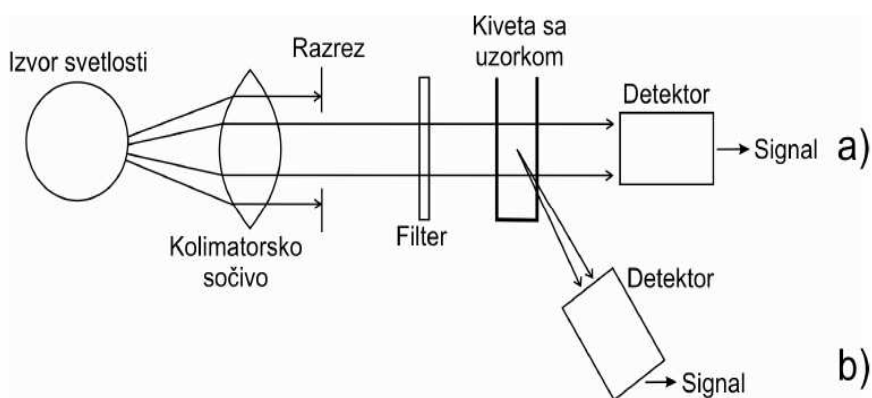 Izvor svetlosti
Razrez
Kiveta sa
uzorkom
Detektor
Signal
a)
Kolimatorsko
sočivo
Filter
Detektor
Signal
b)